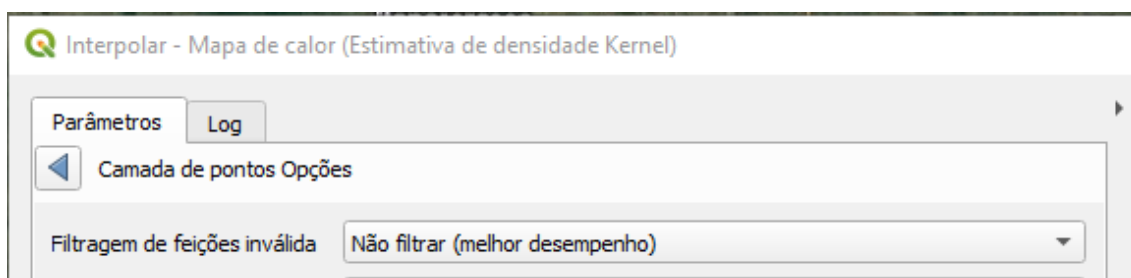 Interpolar - Mapa de calor (Estimativa de densidade Kernel)
Parâmetros Log
Camada de pontos Opções
Filtragem de feições inválida Não filtrar (melhor desempenho)